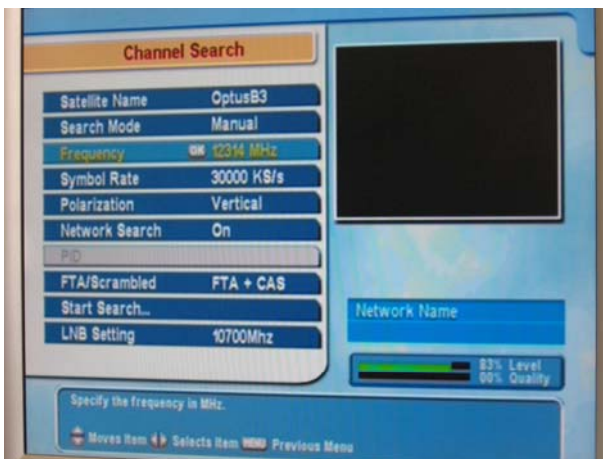 Channel Search
Satellite Name OptusB3
Search Mode Manual
Frequency OK 12314 MHz
Symbol Rate 30000 KS/s
Polarization Vertical
Network Search On
PID
FTA/Scrambled FTA + CAS
Start Search...
LNB Setting 10700Mhz
Network Name
83% Level
00% Quality
Specify the frequency in MHz.
Moves Item Selects Item MENU Previous Menu